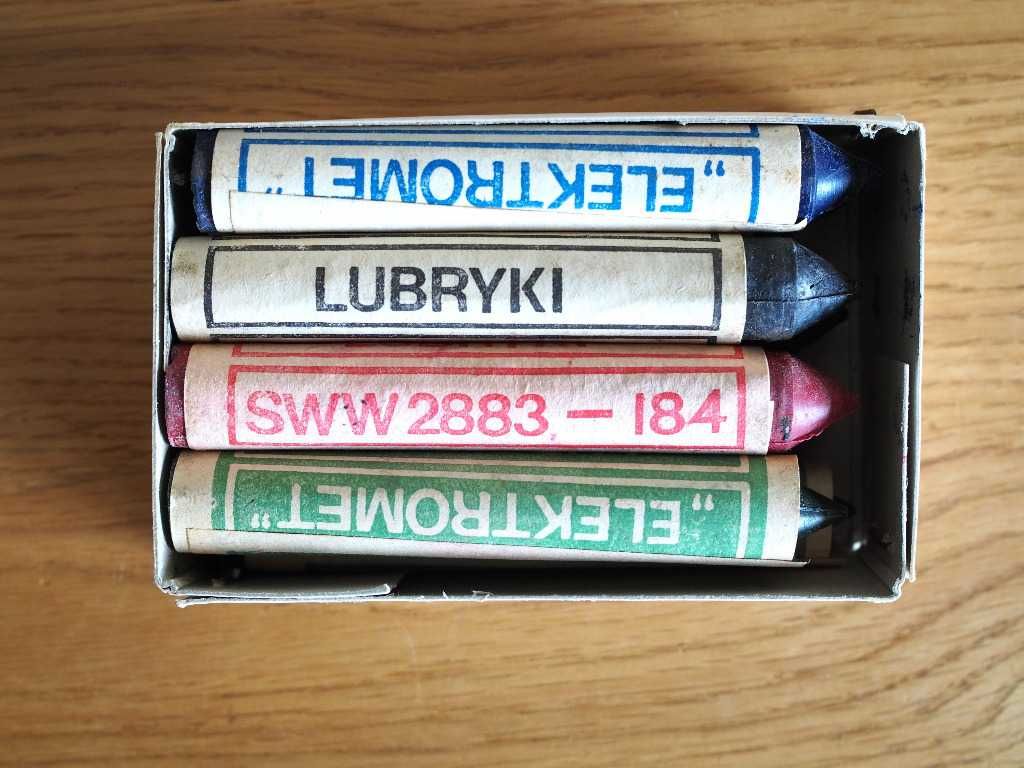 „ELEKTROMET”
LUBRYKI
SWW 2883 — 184
„ELEKTROMET”